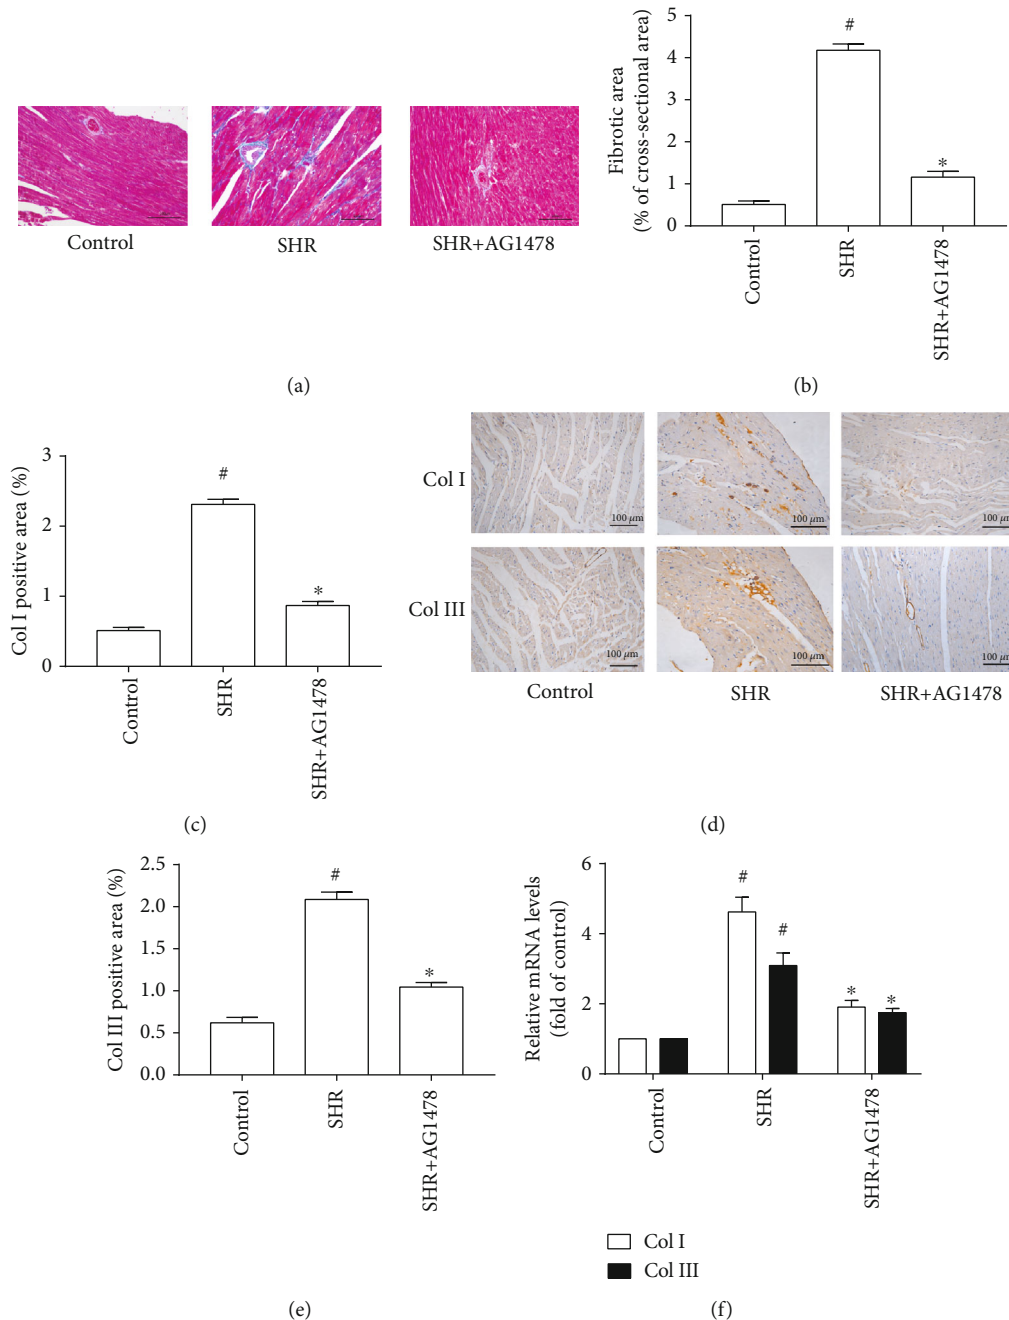 Control
SHR
SHR+AG1478
(a)
Fibrotic area
(% of cross-sectional area)
5
4
3
2
1
0
#
*
Control
SHR
SHR+AG1478
(b)
Col I positive area (%)
3
2
1
0
#
*
Control
SHR
SHR+AG1478
(c)
Col I
100 μm
100 μm
100 μm
Col III
100 μm
100 μm
100 μm
Control
SHR
SHR+AG1478
(d)
Col III positive area (%)
2.5
2.0
1.5
1.0
0.5
0.0
#
*
Control
SHR
SHR+AG1478
(e)
Relative mRNA levels
(fold of control)
6
4
2
0
#
#
*
*
Control
SHR
SHR+AG1478
Col I
Col III
(f)